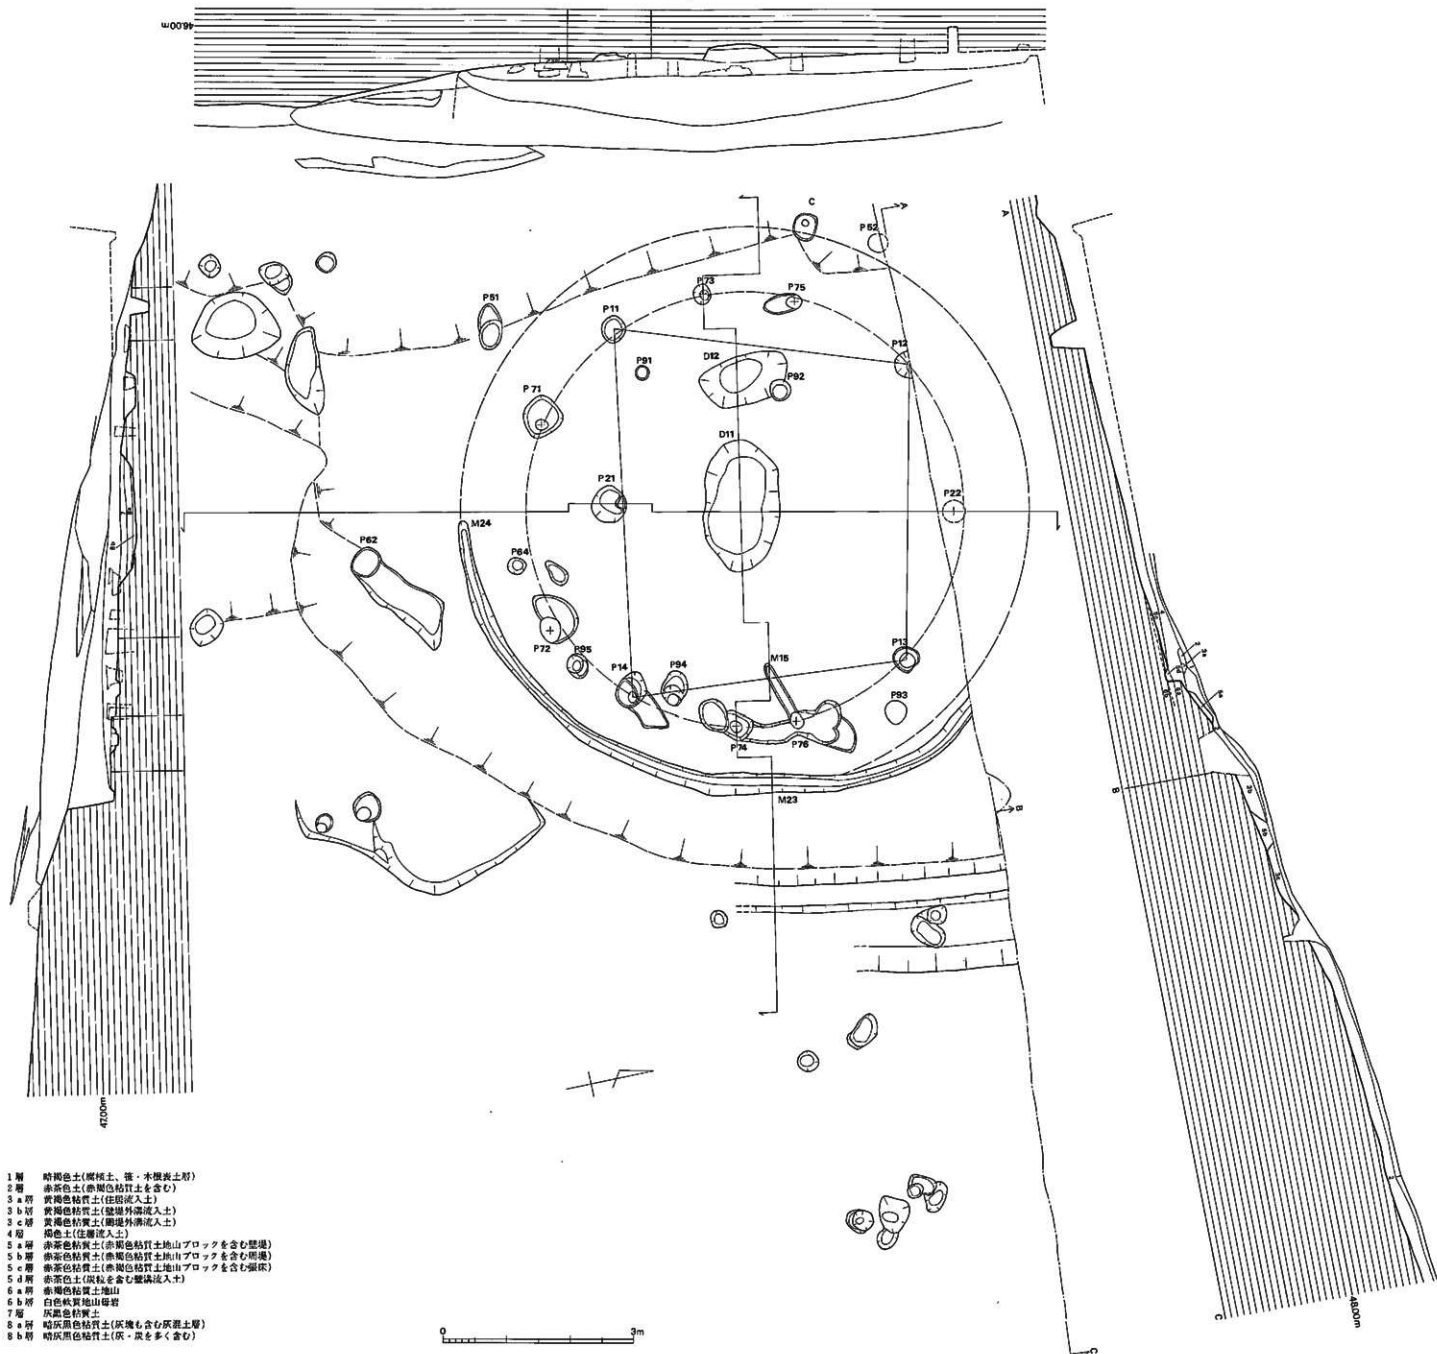 46.00m
C
A
P52
A
P73
P75
P51
P11
P12
P91
D12
P92
P71
D11
P21
P22
M24
P62
P64
P72
P95
P14
P94
M15
P13
P93
P74
P76
M23
B
B
47.00m
48.00m
C
C
1層 暗褐色土(腐植土、笹・木根表土層)
2層 赤茶色土(赤褐色粘質土を含む)
3a層 黄褐色粘質土(住居流入土)
3b層 黄褐色粘質土(壁堤外溝流入土)
3c層 黄褐色粘質土(周堤外溝流入土)
4層 褐色土(住居流入土)
5a層 赤茶色粘質土(赤褐色粘質土地山ブロックを含む壁堤)
5b層 赤茶色粘質土(赤褐色粘質土地山ブロックを含む周堤)
5c層 赤茶色粘質土(赤褐色粘質土地山ブロックを含む張床)
5d層 赤茶色土(炭粒を含む壁溝流入土)
6a層 赤褐色粘質土地山
6b層 白色軟質地山母岩
7層 灰黒色粘質土
8a層 暗灰黒色粘質土(灰塊も含む灰混土層)
8b層 暗灰黒色粘質土(灰・炭を多く含む)
0 3m